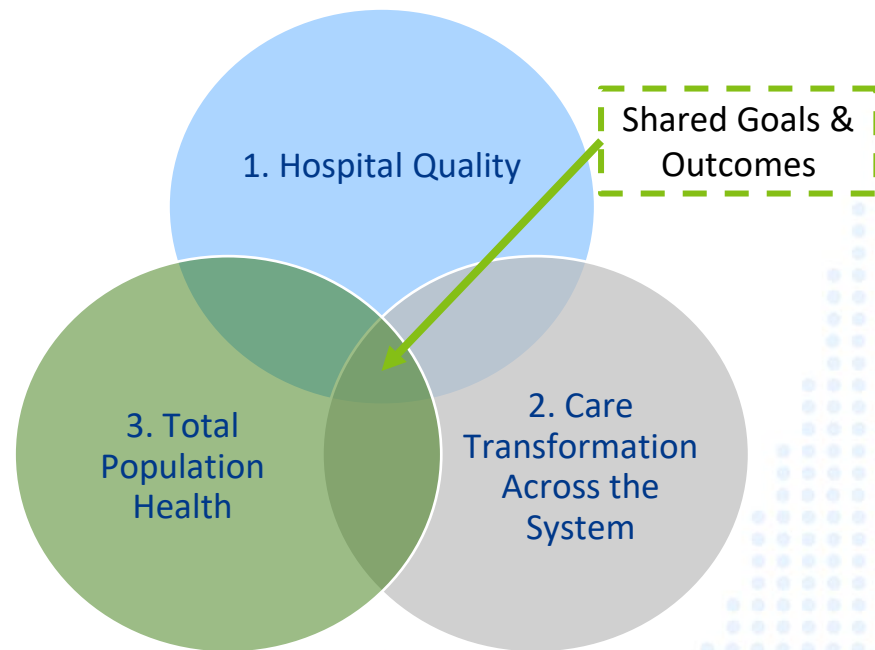 1. Hospital Quality
Shared Goals &
Outcomes
3. Total
Population
Health
2. Care
Transformation
Across the
System